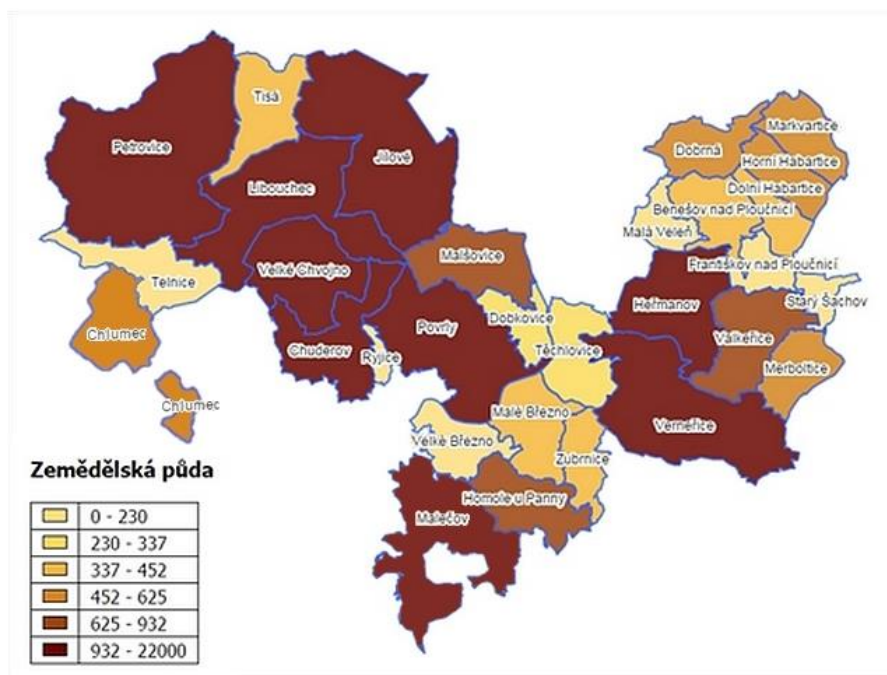 Tisá
Markvartice
Petrovice
Jílové
Dobrná
Horní Habartice
Libouchec
Dolní Habartice
Benešov nad Ploučnicí
Malá Veleň
Malšovice
Velké Chvojno
Františkov nad Ploučnicí
Telnice
Heřmanov
Starý Šachov
Dobkovice
Povrly
Chlumec
Valkeřice
Chuderov
Ryjice
Těchlovice
Merboltice
Chlumec
Malé Březno
Verneřice
Velké Březno
Zubrnice
Zemědělská půda
Homole u Panny
Malečov
0 - 230
230 - 337
337 - 452
452 - 625
625 - 932
932 - 22000